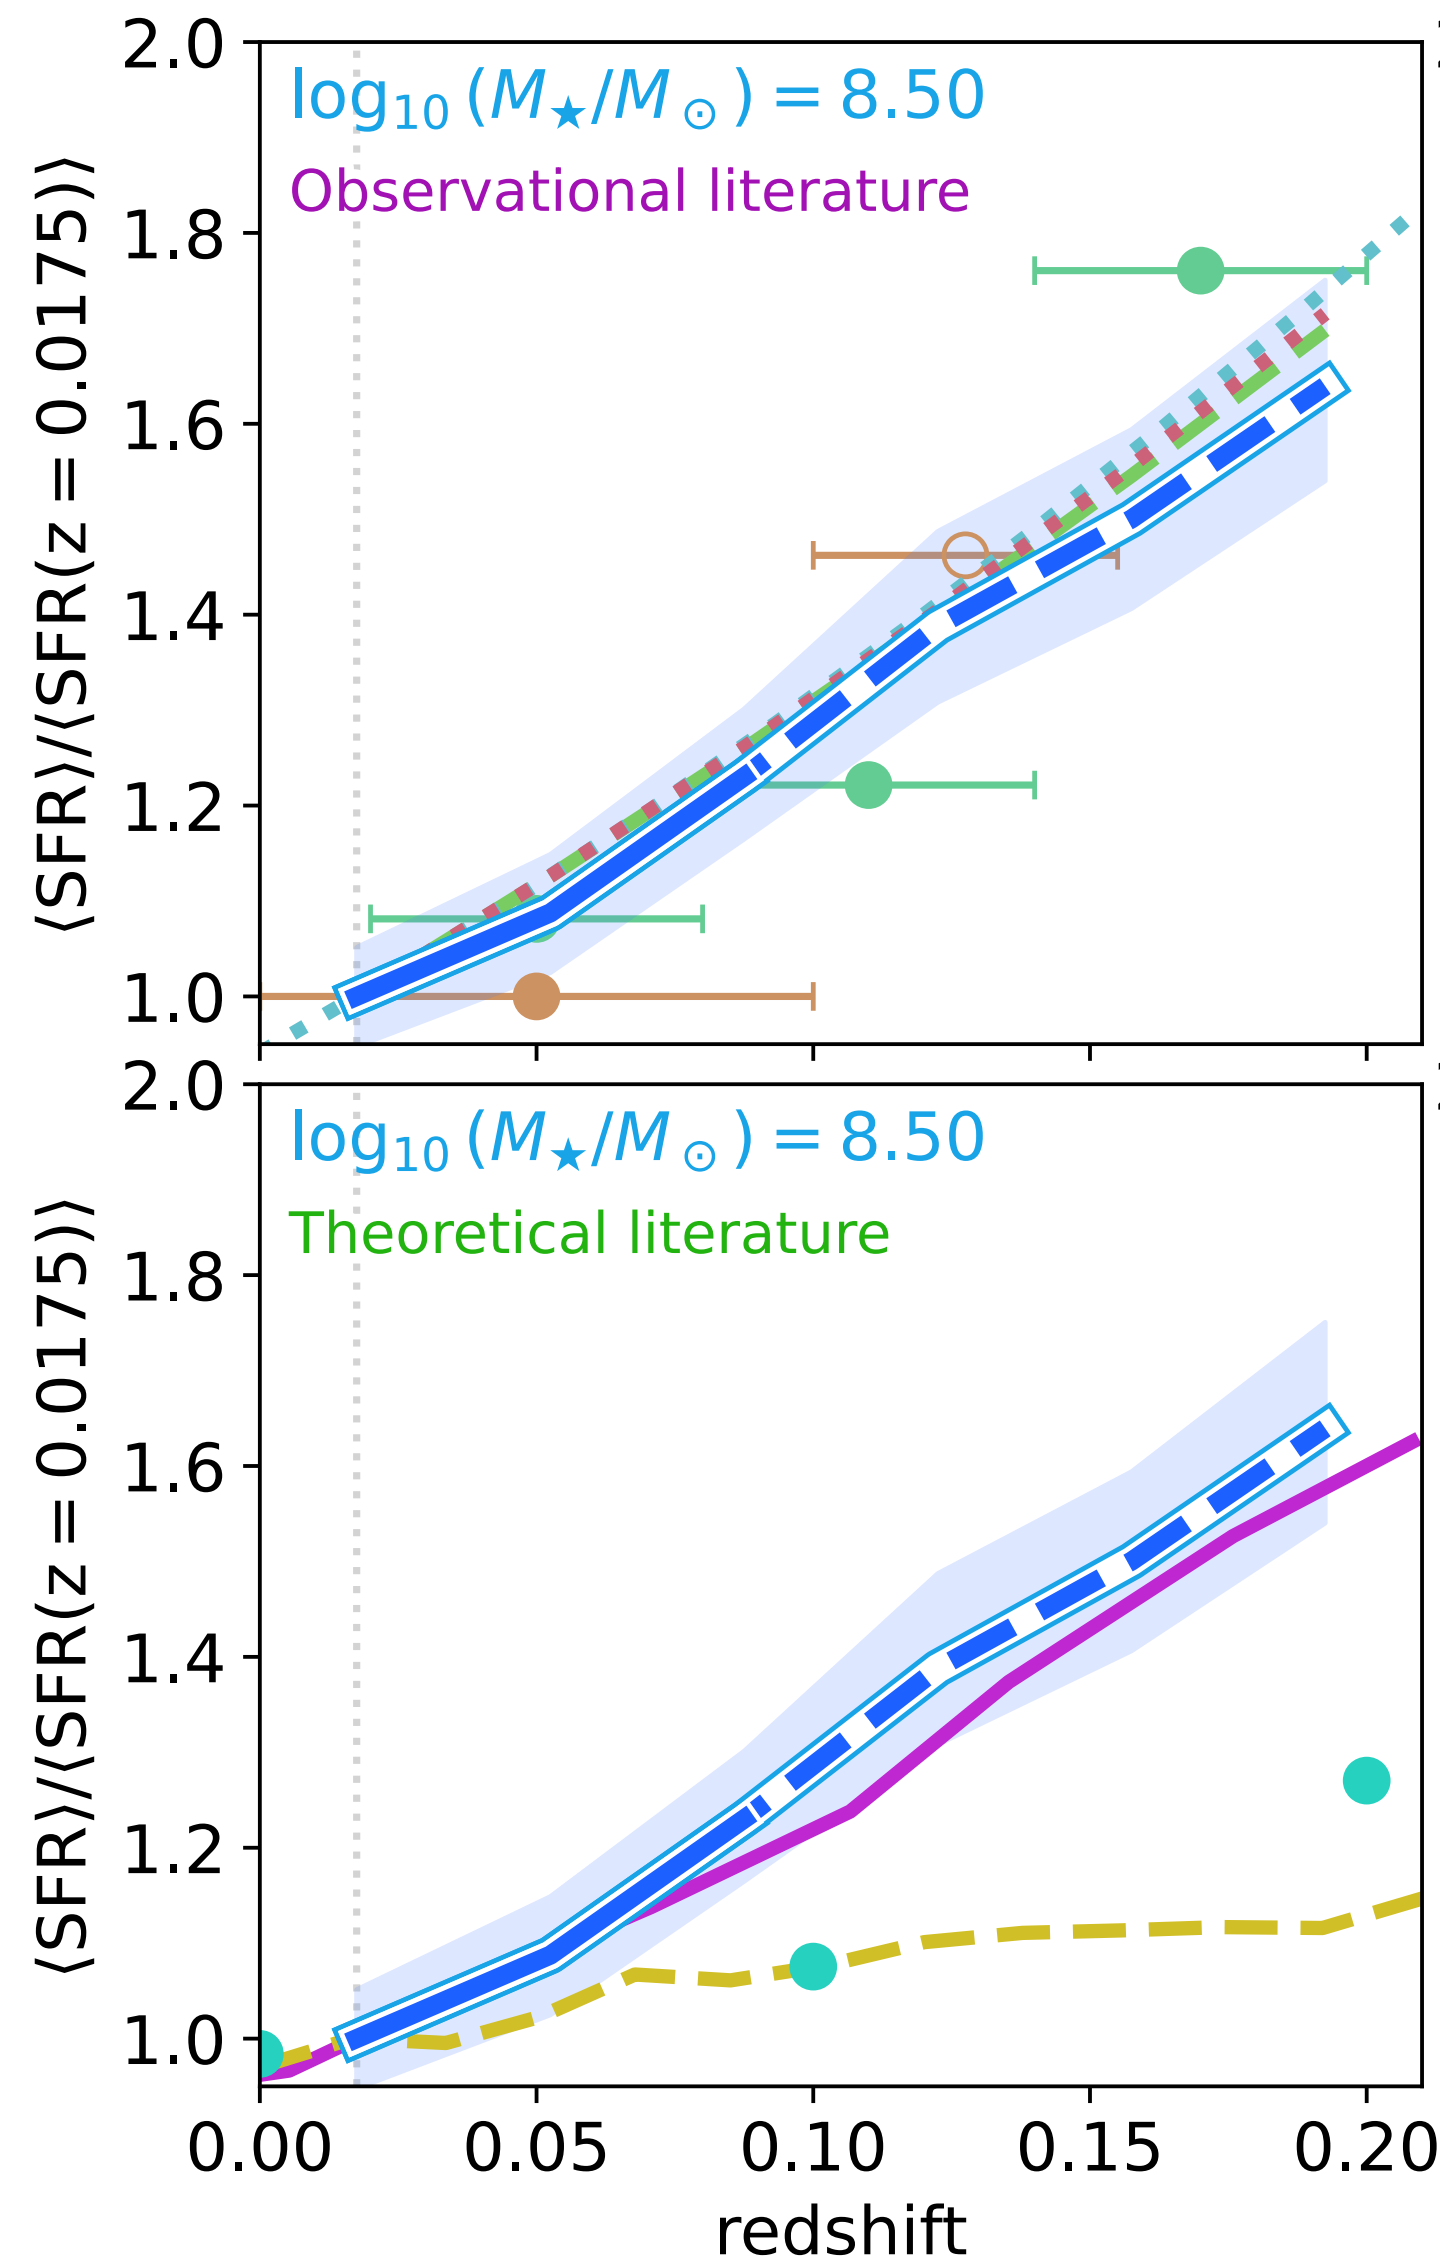 2.0
log₁₀(M★/M☉) = 8.50
Observational literature
1.8
1.6
1.4
1.2
1.0
⟨SFR⟩/⟨SFR(z = 0.0175)⟩
2.0
log₁₀(M★/M☉) = 8.50
Theoretical literature
1.8
1.6
1.4
1.2
1.0
⟨SFR⟩/⟨SFR(z = 0.0175)⟩
0.00 0.05 0.10 0.15 0.20
redshift